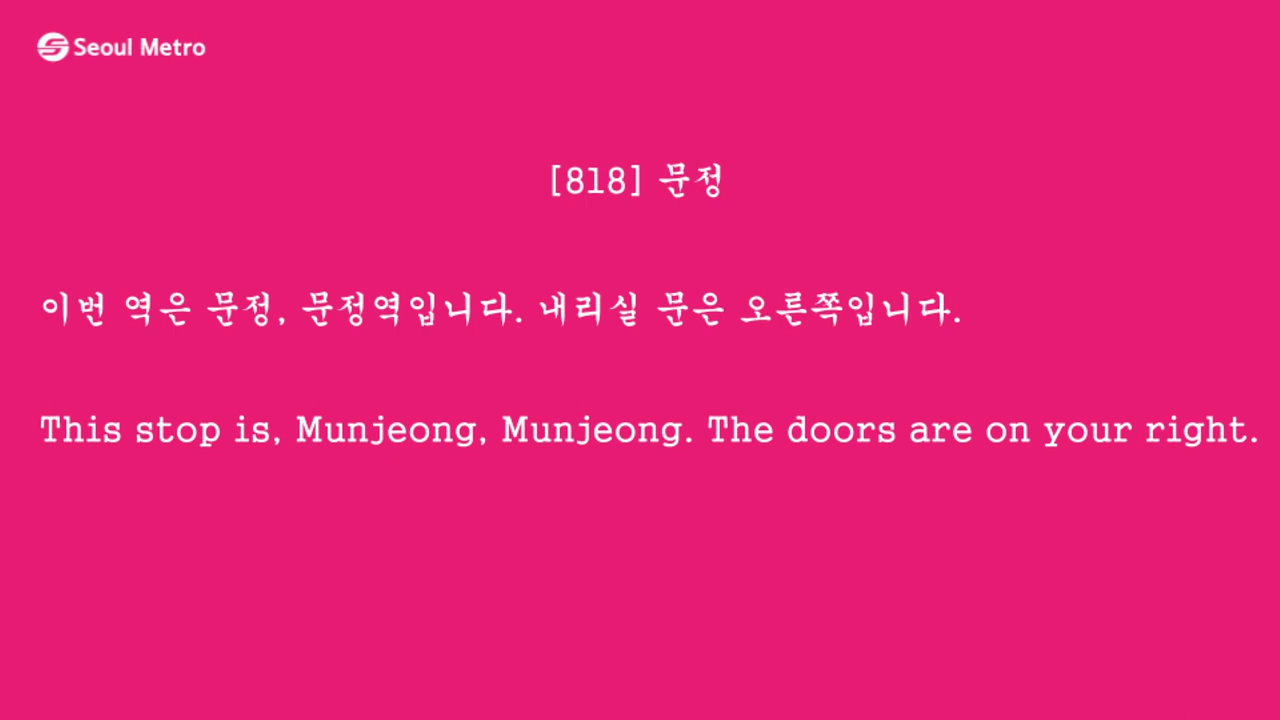 Seoul Metro
[818] 문정
이번 역은 문정, 문정역입니다. 내리실 문은 오른쪽입니다.
This stop is, Munjeong, Munjeong. The doors are on your right.